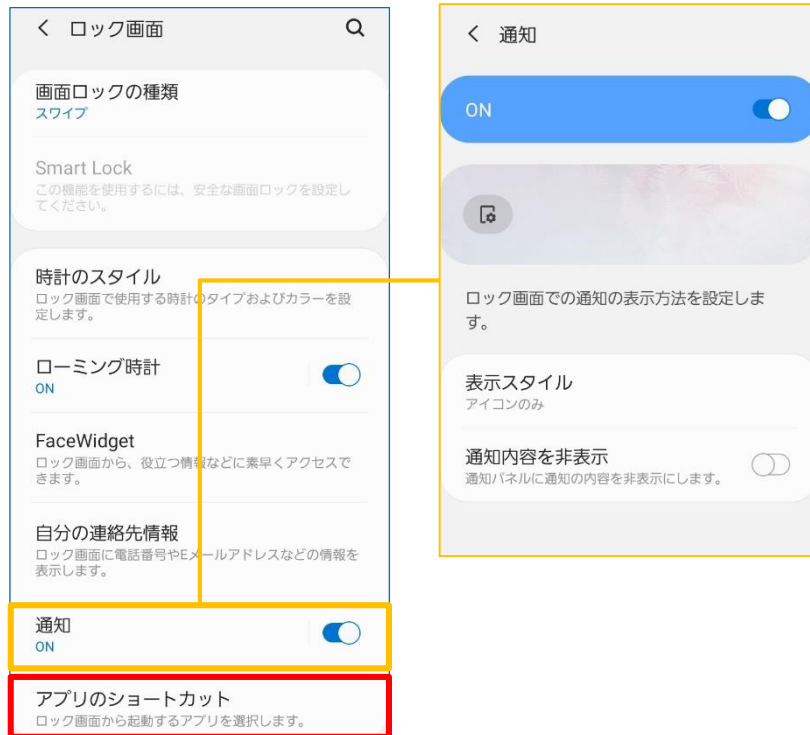 ロック画面
画面ロックの種類
スワイプ
Smart Lock
この機能を使用するには、安全な画面ロックを設定し
てください。
時計のスタイル
ロック画面で使用する時計のタイプおよびカラーを設
定します。
ローミング時計
ON
FaceWidget
ロック画面から、役立つ情報などに素早くアクセスで
きます。
自分の連絡先情報
ロック画面に電話番号やEメールアドレスなどの情報を
表示します。
通知
ON
アプリのショートカット
ロック画面から起動するアプリを選択します。
通知
ON
ロック画面での通知の表示方法を設定しま
す。
表示スタイル
アイコンのみ
通知内容を非表示
通知パネルに通知の内容を非表示にします。